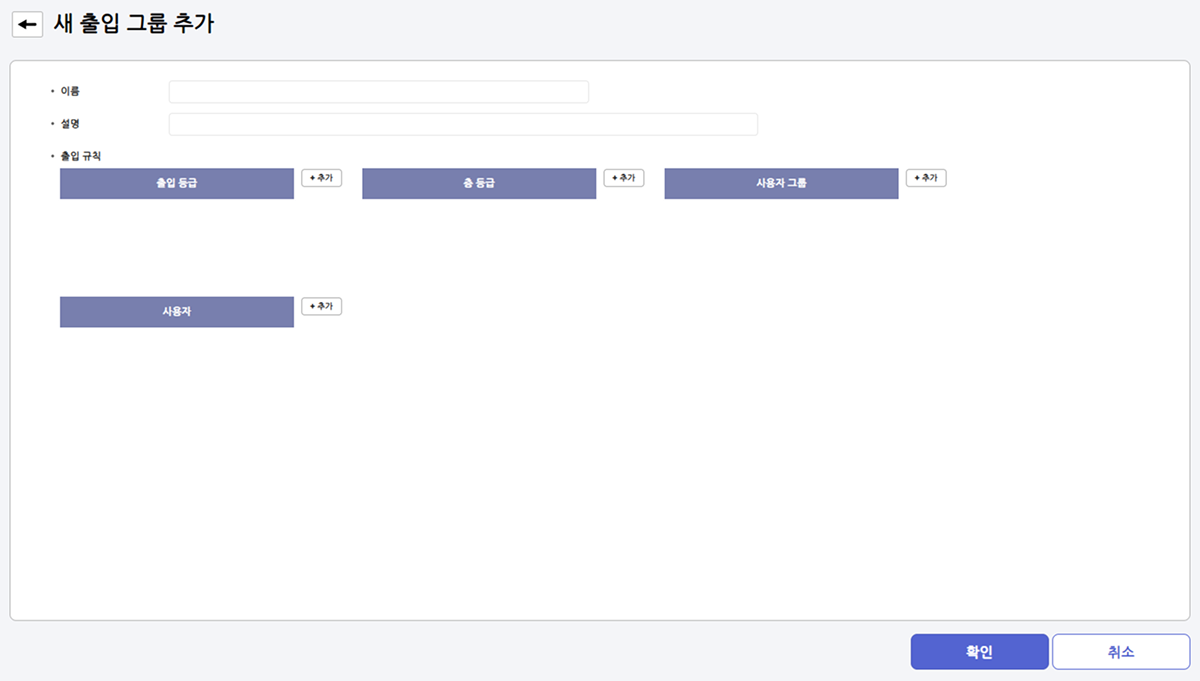 새 출입 그룹 추가
• 이름
• 설명
• 출입 규칙
출입 등급 + 추가 층 등급 + 추가 사용자 그룹 + 추가
사용자 + 추가
확인 취소